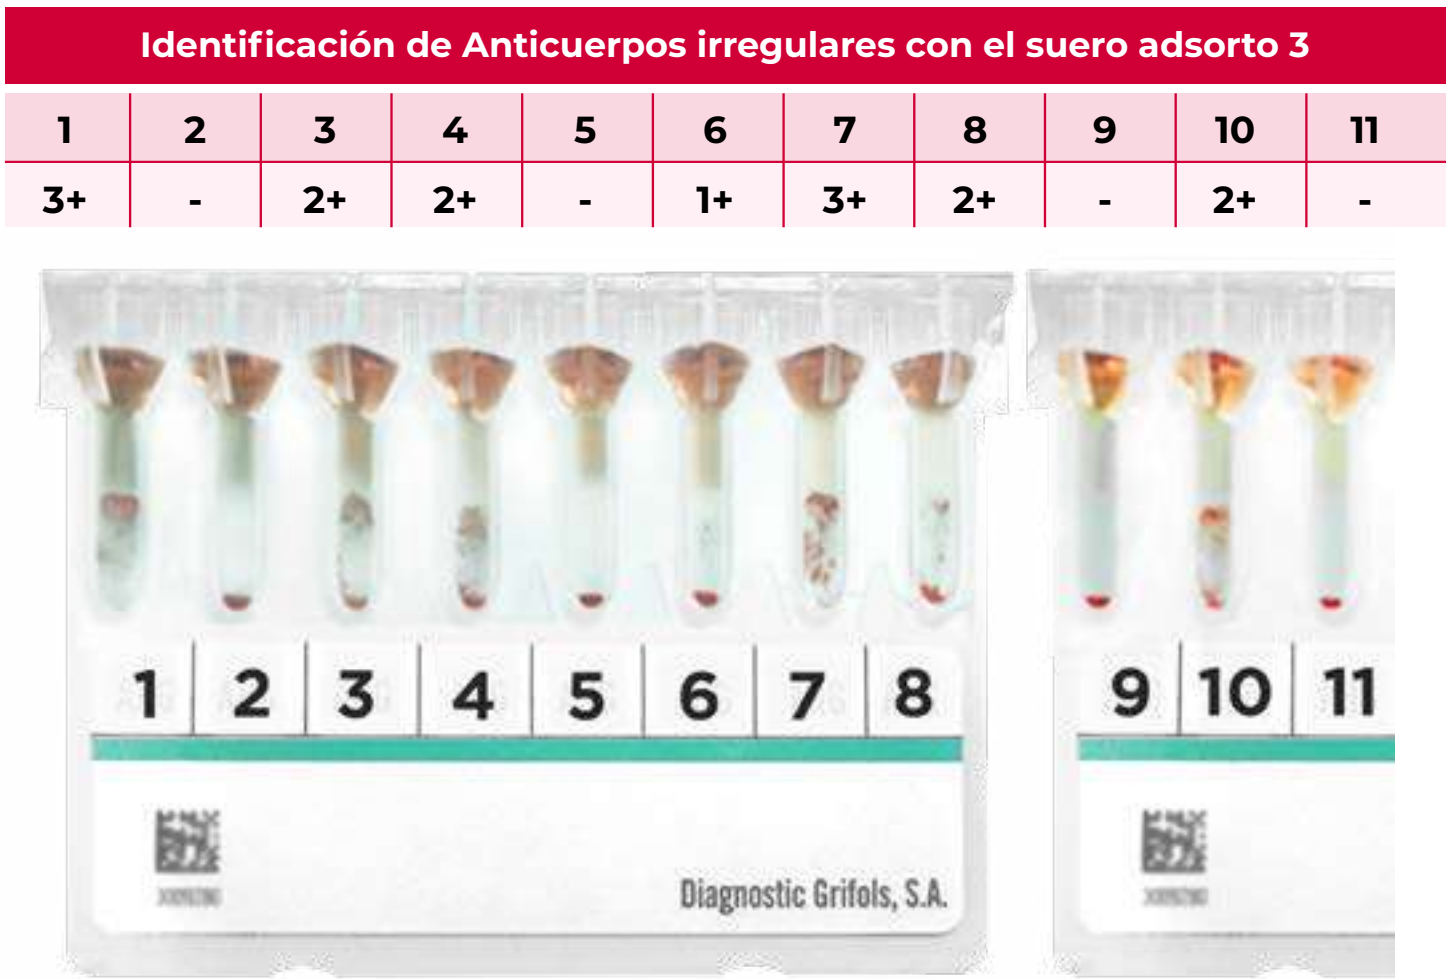 Identificación de Anticuerpos irregulares con el suero adsorto 3
1 2 3 4 5 6 7 8 9 10 11
3+ - 2+ 2+ - 1+ 3+ 2+ - 2+ -
1 2 3 4 5 6 7 8 9 10 11
Diagnostic Grifols, S.A.